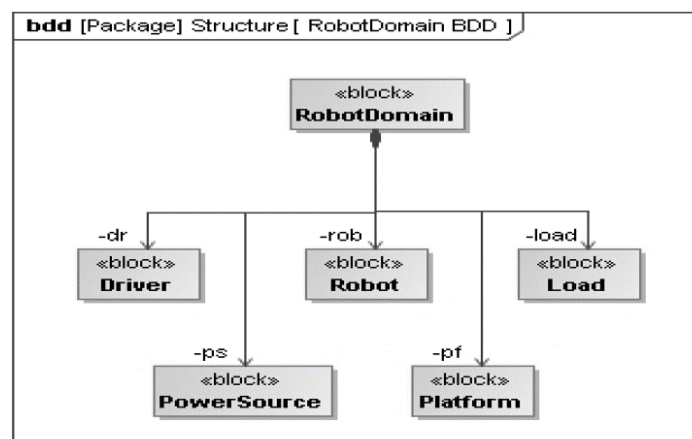 bdd [Package] Structure [ RobotDomain BDD ]
«block»
RobotDomain
-dr
-rob
-load
«block»
Driver
«block»
Robot
«block»
Load
-ps
-pf
«block»
PowerSource
«block»
Platform